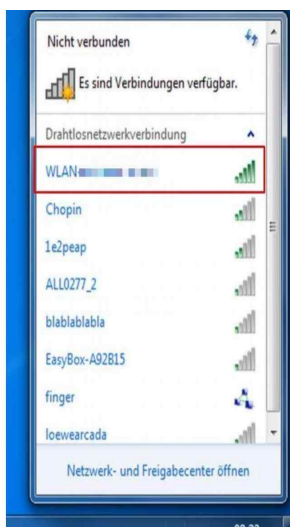 Nicht verbunden
Es sind Verbindungen verfügbar.
Drahtlosnetzwerkverbindung
WLAN
Chopin
1e2peap
ALL0277_2
blablablabla
EasyBox-A92B15
finger
loewearcada
Netzwerk- und Freigabecenter öffnen